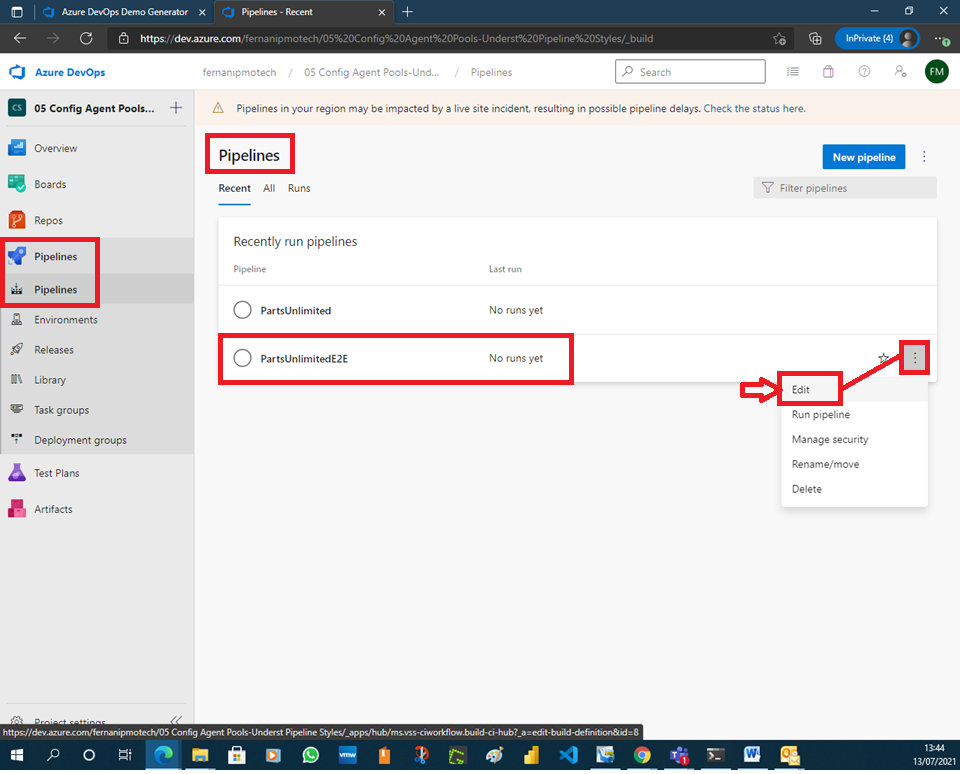 Azure DevOps Demo Generator
Pipelines - Recent
https://dev.azure.com/fernanipmotech/05%20Config%20Agent%20Pools-Underst%20Pipeline%20Styles/_build
InPrivate (4)
Azure DevOps
fernanipmotech / 05 Config Agent Pools-Und... / Pipelines
Search
FM
CS
05 Config Agent Pools...
Pipelines in your region may be impacted by a live site incident, resulting in possible pipeline delays. Check the status here.
Overview
Boards
Repos
Pipelines
Pipelines
Environments
Releases
Library
Task groups
Deployment groups
Test Plans
Artifacts
Project settings
Pipelines
New pipeline
Recent All Runs
Filter pipelines
Recently run pipelines
Pipeline Last run
PartsUnlimited No runs yet
PartsUnlimitedE2E No runs yet
Edit
Run pipeline
Manage security
Rename/move
Delete
https://dev.azure.com/fernanipmotech/05 Config Agent Pools-Underst Pipeline Styles/_apps/hub/ms.vss-ciworkflow.build-ci-hub?_a=edit-build-definition&id=8
vmw
1
13:44
13/07/2021